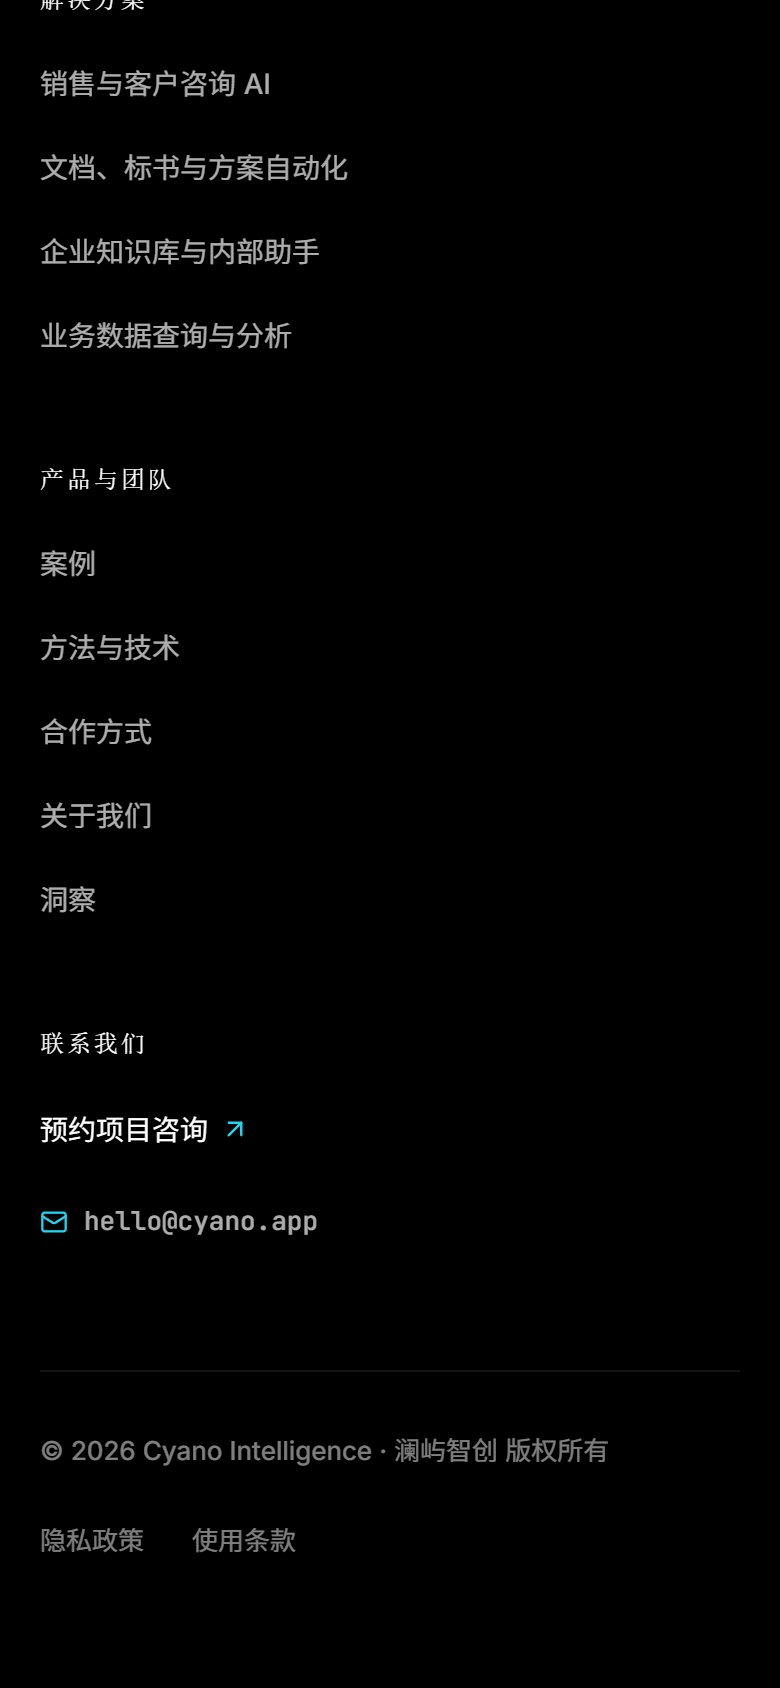 解决方案
销售与客户咨询 AI
文档、标书与方案自动化
企业知识库与内部助手
业务数据查询与分析
产品与团队
案例
方法与技术
合作方式
关于我们
洞察
联系我们
预约项目咨询
hello@cyano.app
© 2026 Cyano Intelligence · 澜屿智创 版权所有
隐私政策 使用条款